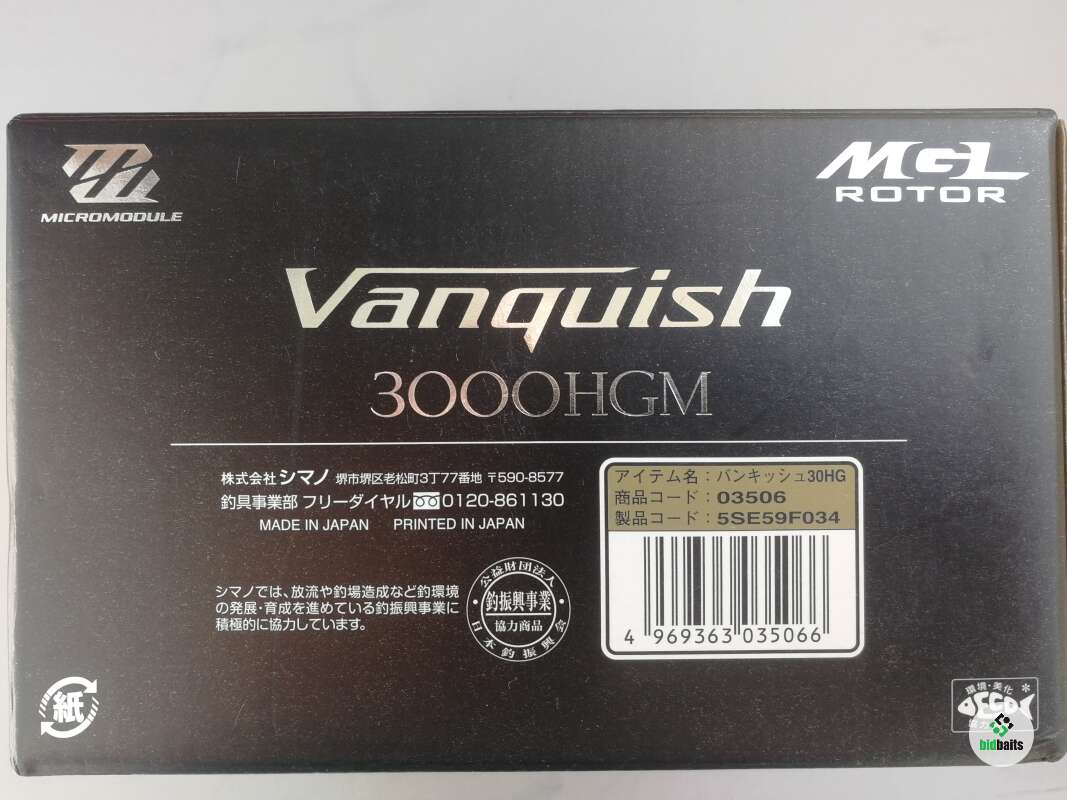 MICROMODULE
MGL
ROTOR
Vanquish
3000HGM
株式会社シマノ 堺市堺区老松町3丁77番地 〒590-8577
釣具事業部 フリーダイヤル 0120-861130
MADE IN JAPAN PRINTED IN JAPAN
アイテム名：バンキッシュ30HG
商品コード：03506
製品コード：5SE59F034
4 969363 035066
シマノでは、放流や釣場造成など釣環境
の発展・育成を進めている釣振興事業に
積極的に協力しています。
公益財団法人
釣振興事業
協力商品
日本釣振興会
紙
環境・美化
bidbaits